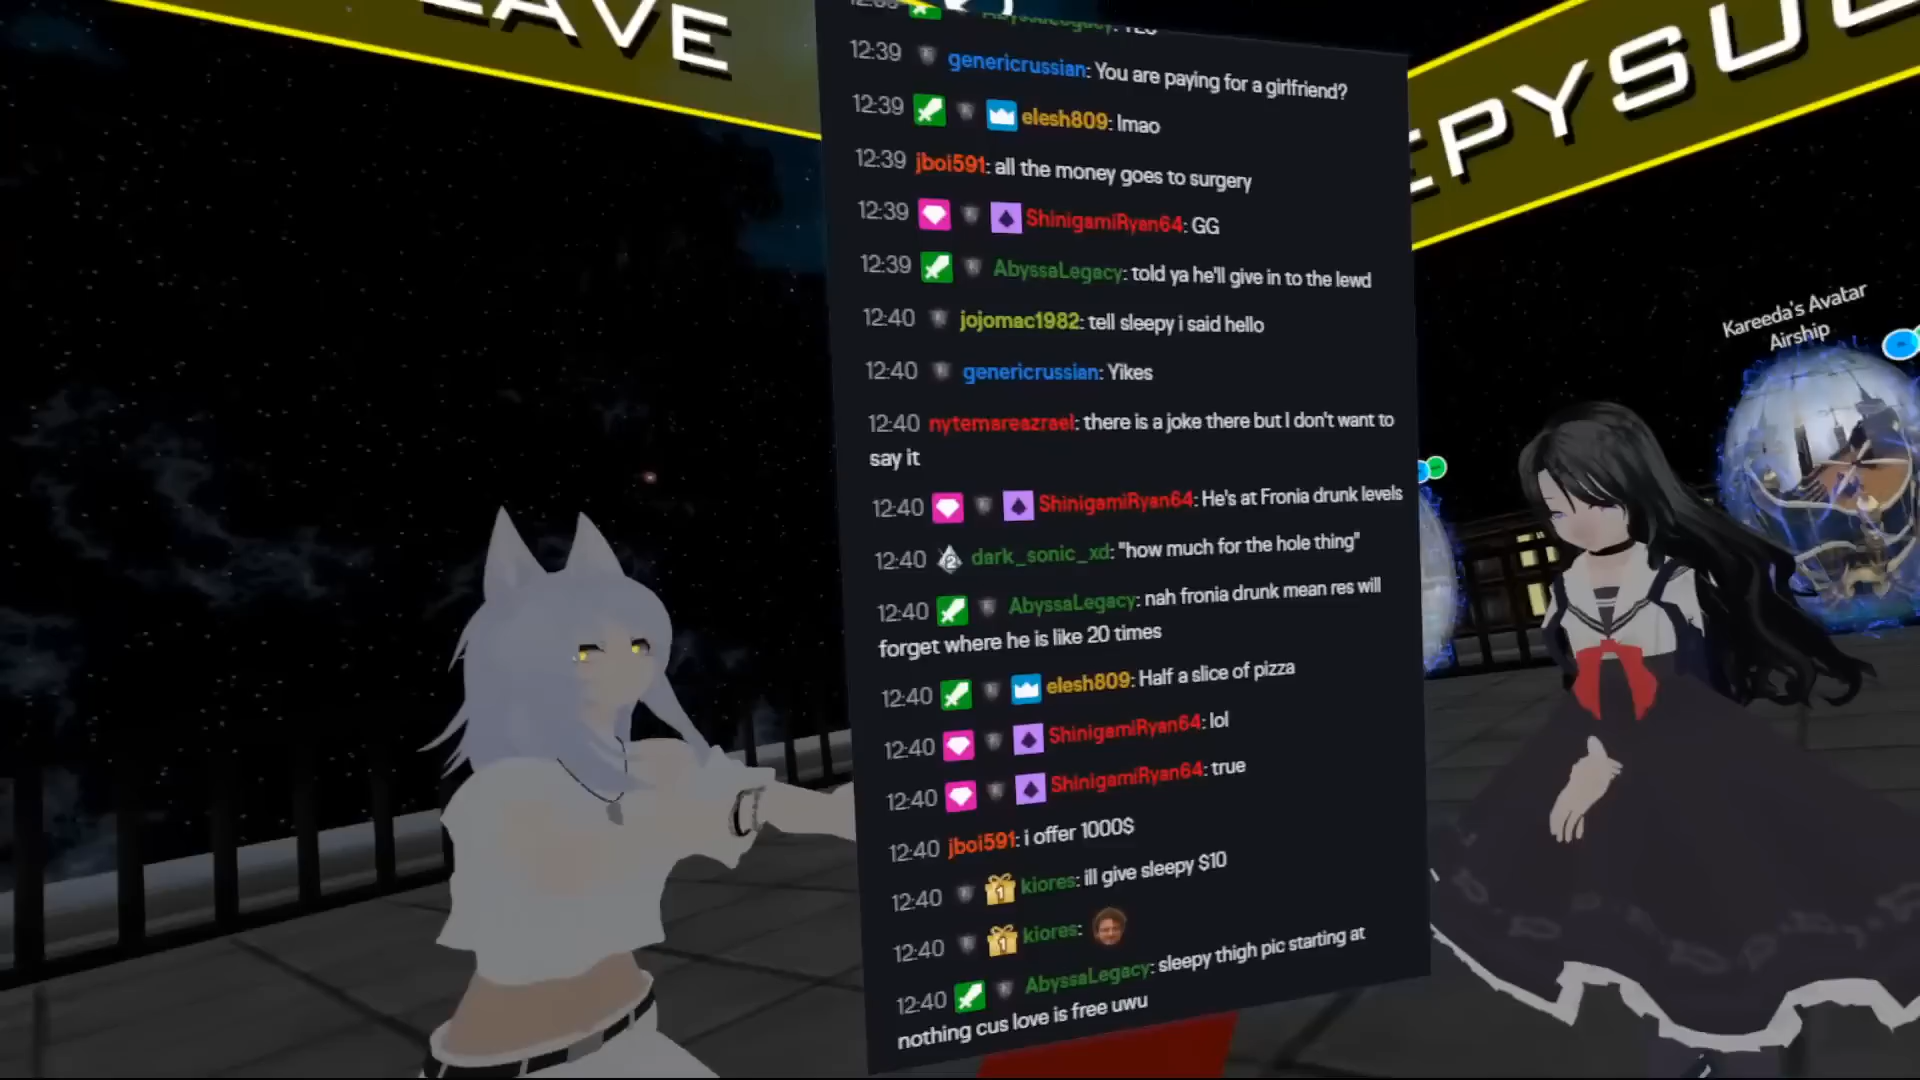 EAVE
YES
12:39 genericrussian: You are paying for a girlfriend?
12:39 elesh809: lmao
12:39 jboi591: all the money goes to surgery
12:39 ShinigamiRyan64: GG
12:39 AbyssaLegacy: told ya he'll give in to the lewd
12:40 jojomac1982: tell sleepy i said hello
12:40 genericrussian: Yikes
12:40 nytemareazrael: there is a joke there but I don't want to
say it
12:40 ShinigamiRyan64: He's at Fronia drunk levels
12:40 dark_sonic_xd: "how much for the hole thing"
12:40 AbyssaLegacy: nah fronia drunk mean res will
forget where he is like 20 times
12:40 elesh809: Half a slice of pizza
12:40 ShinigamiRyan64: lol
12:40 ShinigamiRyan64: true
12:40 jboi591: i offer 1000$
12:40 kiores: ill give sleepy $10
12:40 kiores:
12:40 AbyssaLegacy: sleepy thigh pic starting at
nothing cus love is free uwu
EPYSU
Kareeda's Avatar
Airship